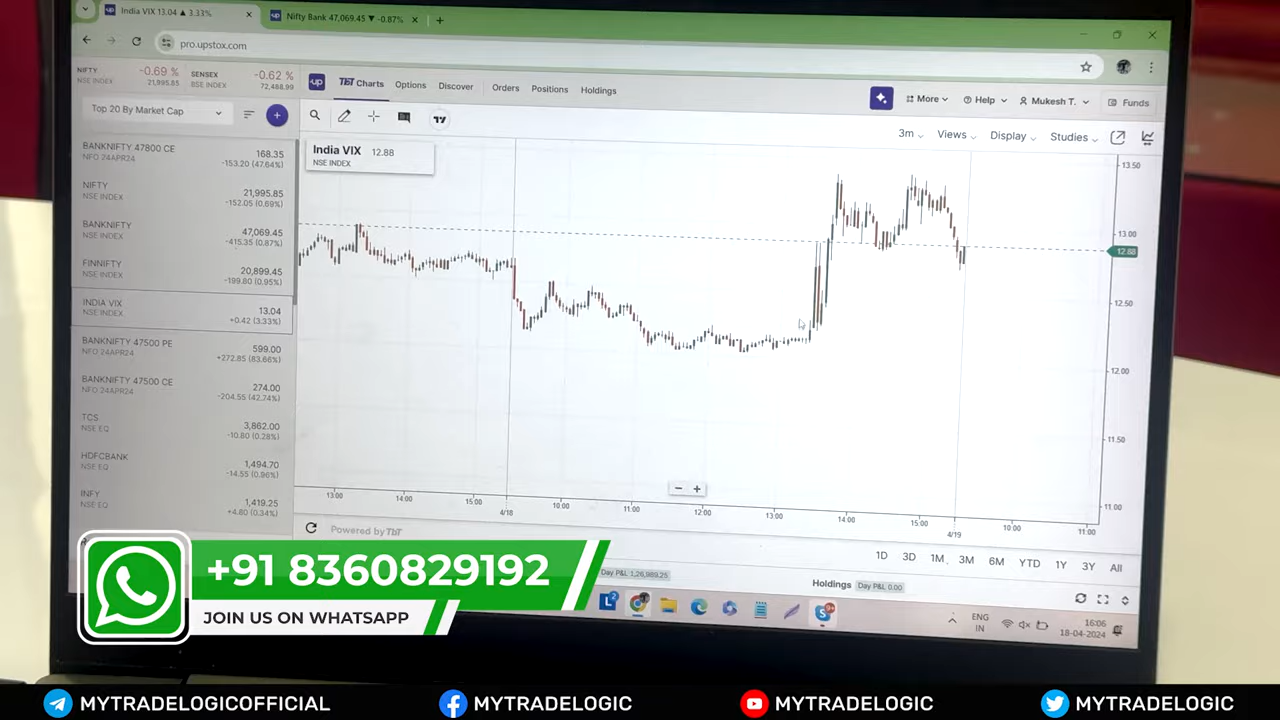 India VIX 13.04 ▲ 3.33%
Nifty Bank 47,069.45 ▼ -0.87%
pro.upstox.com
NIFTY -0.69 %
NSE INDEX 21,995.85
SENSEX -0.62 %
BSE INDEX 72,488.99
up TBT Charts Options Discover Orders Positions Holdings
More Help Mukesh T. Funds
Top 20 By Market Cap
3m Views Display Studies
India VIX 12.88
NSE INDEX
BANKNIFTY 47800 CE 168.35
NFO 24APR24 -153.20 (47.64%)
NIFTY 21,995.85
NSE INDEX -152.05 (0.69%)
BANKNIFTY 47,069.45
NSE INDEX -415.35 (0.87%)
FINNIFTY 20,899.45
NSE INDEX -199.80 (0.95%)
INDIA VIX 13.04
NSE INDEX +0.42 (3.33%)
BANKNIFTY 47500 PE 599.00
NFO 24APR24 +272.85 (83.66%)
BANKNIFTY 47500 CE 274.00
NFO 24APR24 -204.55 (42.74%)
TCS 3,862.00
NSE EQ -10.80 (0.28%)
HDFCBANK 1,494.70
NSE EQ -14.55 (0.96%)
INFY 1,419.25
NSE EQ +4.80 (0.34%)
13.50
13.00
12.88
12.50
12.00
11.50
11.00
13.00 14.00 15.00 4/18 10:00 11:00 12:00 13:00 14:00 15:00 4/19 10:00 11:00
Powered by TBT
1D 3D 1M 3M 6M YTD 1Y 3Y All
Day P&L 1,26,989.25
Holdings Day P&L 0.00
ENG
IN
16:06
18-04-2024
+91 8360829192
JOIN US ON WHATSAPP
MYTRADELOGICOFFICIAL MYTRADELOGIC MYTRADELOGIC MYTRADELOGIC